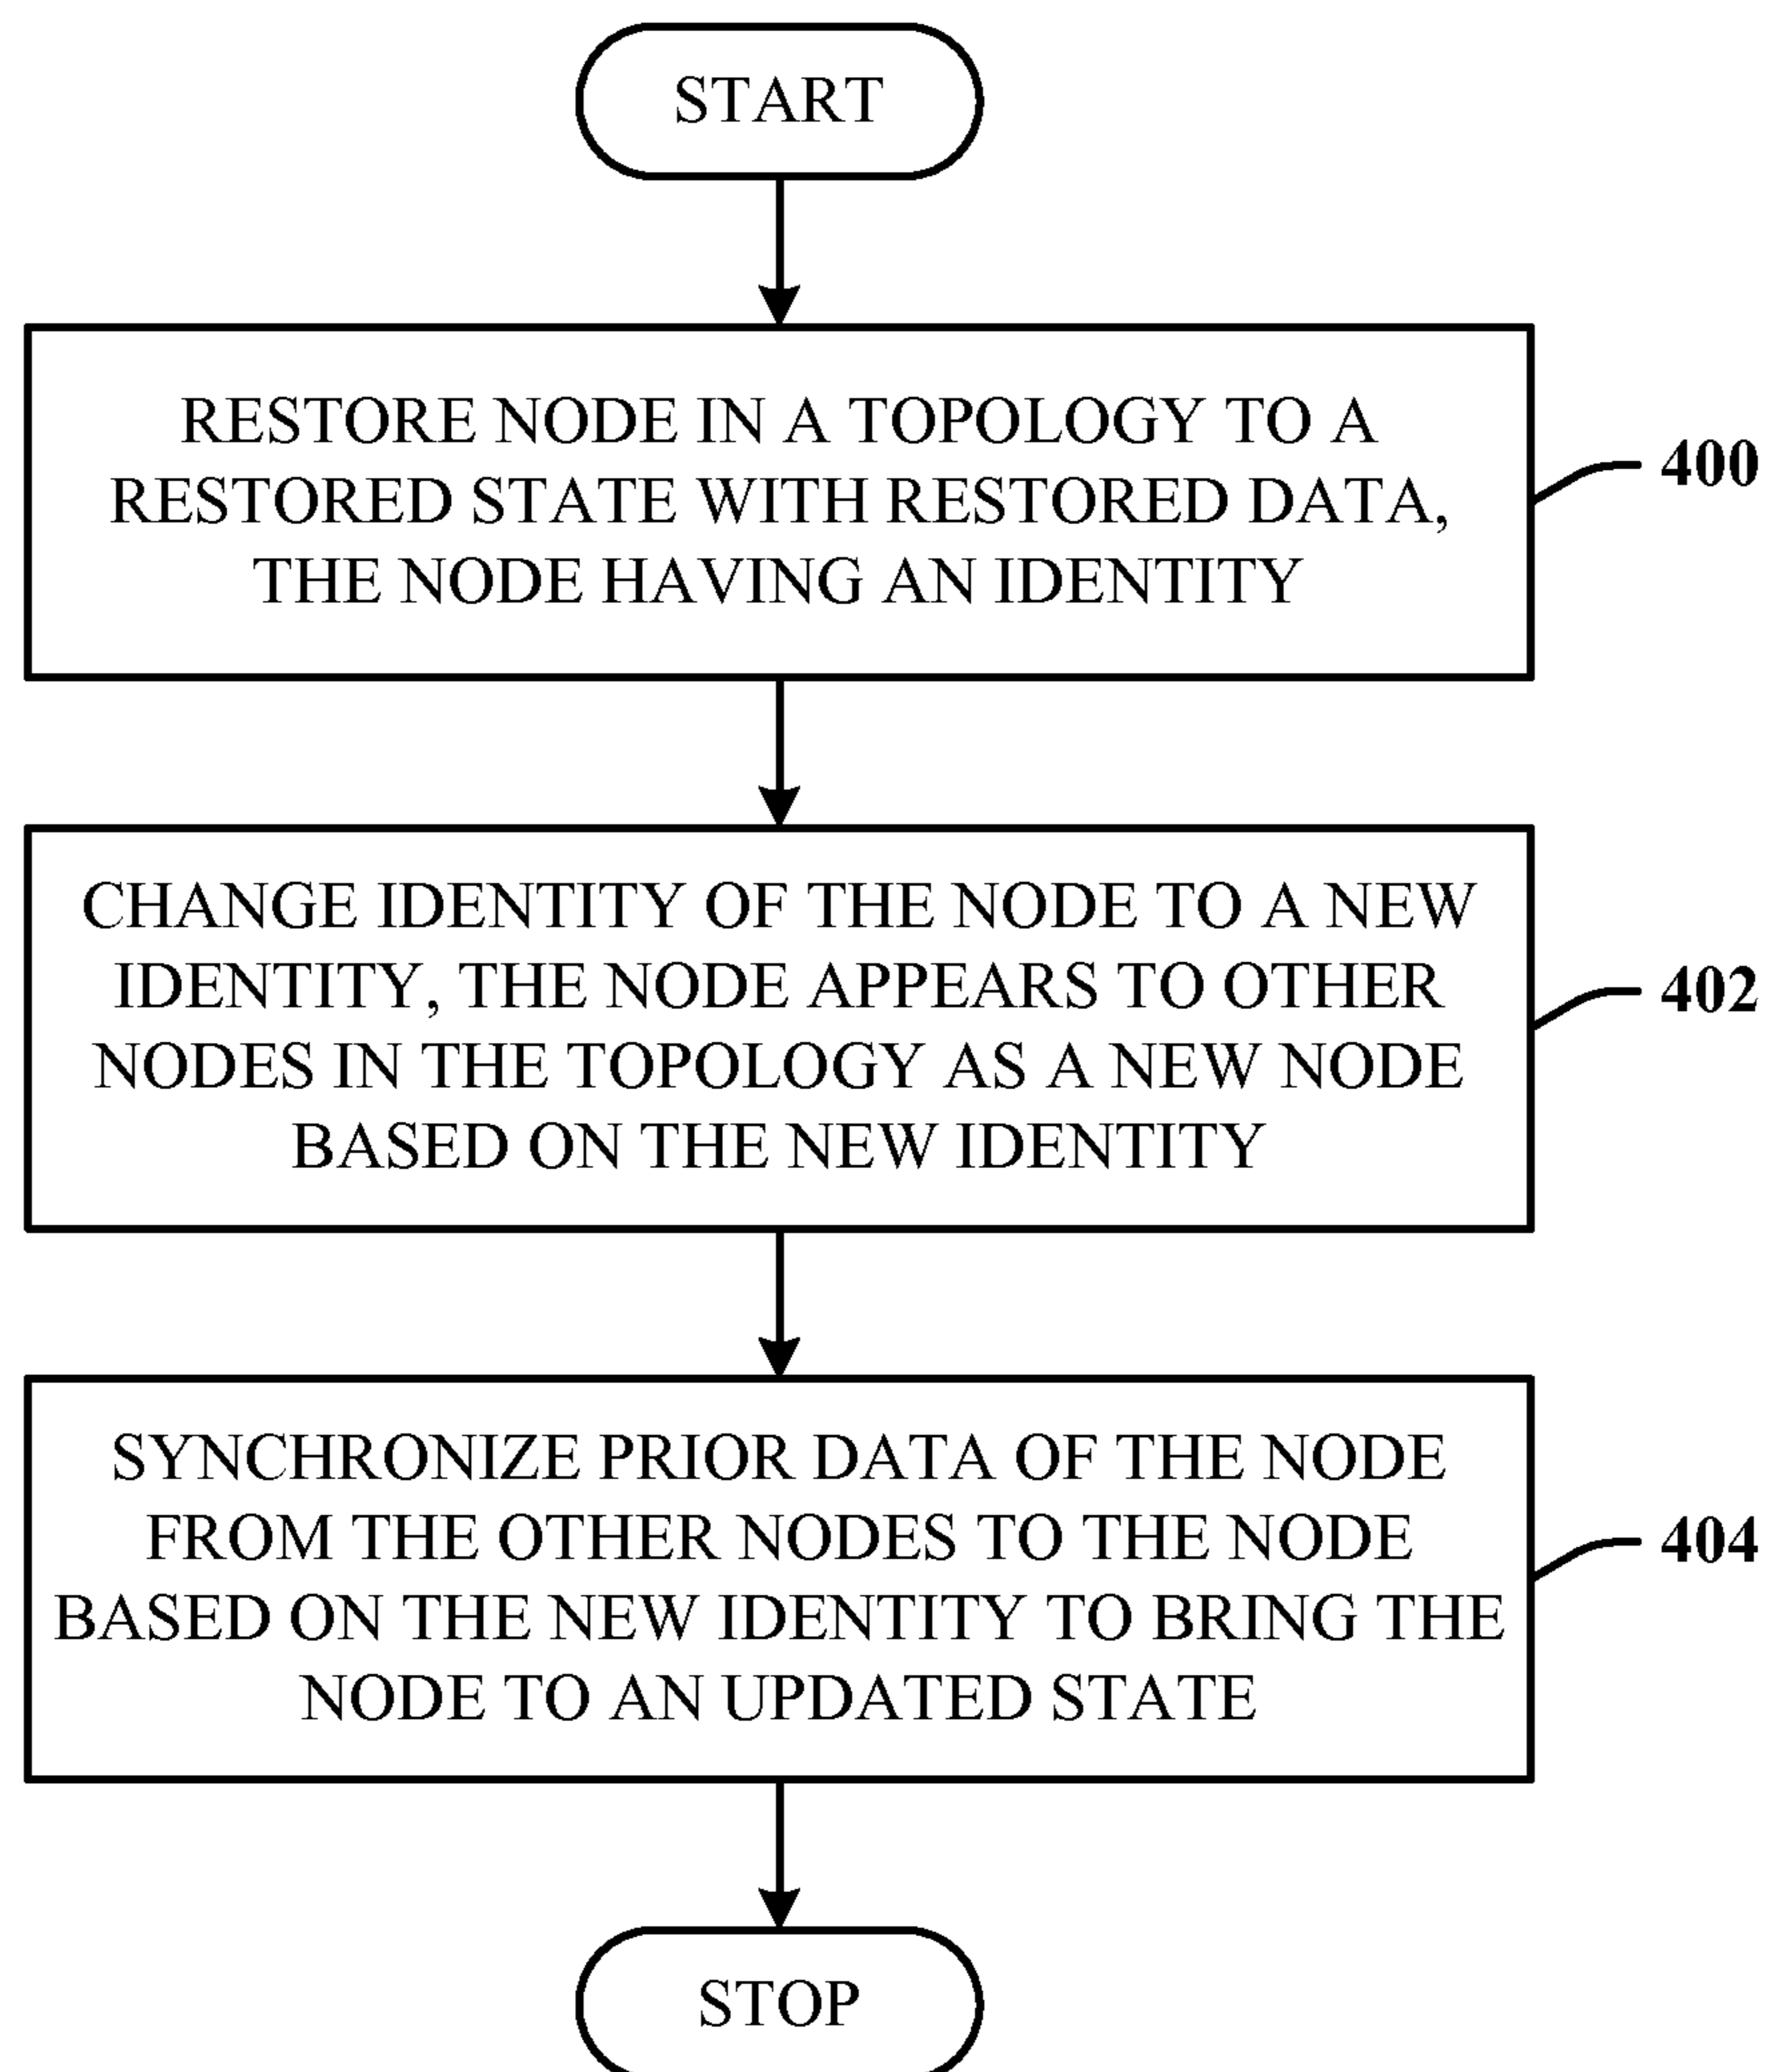 START
RESTORE NODE IN A TOPOLOGY TO A
RESTORED STATE WITH RESTORED DATA,
THE NODE HAVING AN IDENTITY
400
CHANGE IDENTITY OF THE NODE TO A NEW
IDENTITY, THE NODE APPEARS TO OTHER
NODES IN THE TOPOLOGY AS A NEW NODE
BASED ON THE NEW IDENTITY
402
SYNCHRONIZE PRIOR DATA OF THE NODE
FROM THE OTHER NODES TO THE NODE
BASED ON THE NEW IDENTITY TO BRING THE
NODE TO AN UPDATED STATE
404
STOP